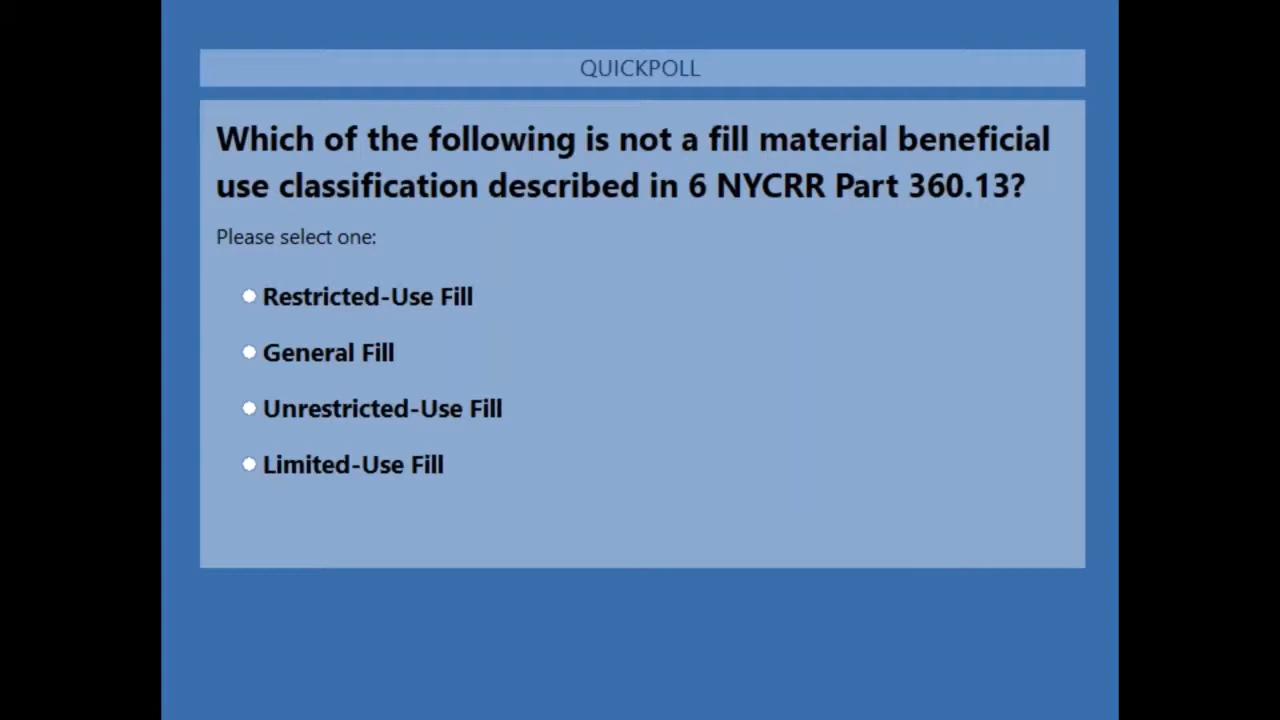 QUICKPOLL
Which of the following is not a fill material beneficial
use classification described in 6 NYCRR Part 360.13?
Please select one:
Restricted-Use Fill
General Fill
Unrestricted-Use Fill
Limited-Use Fill